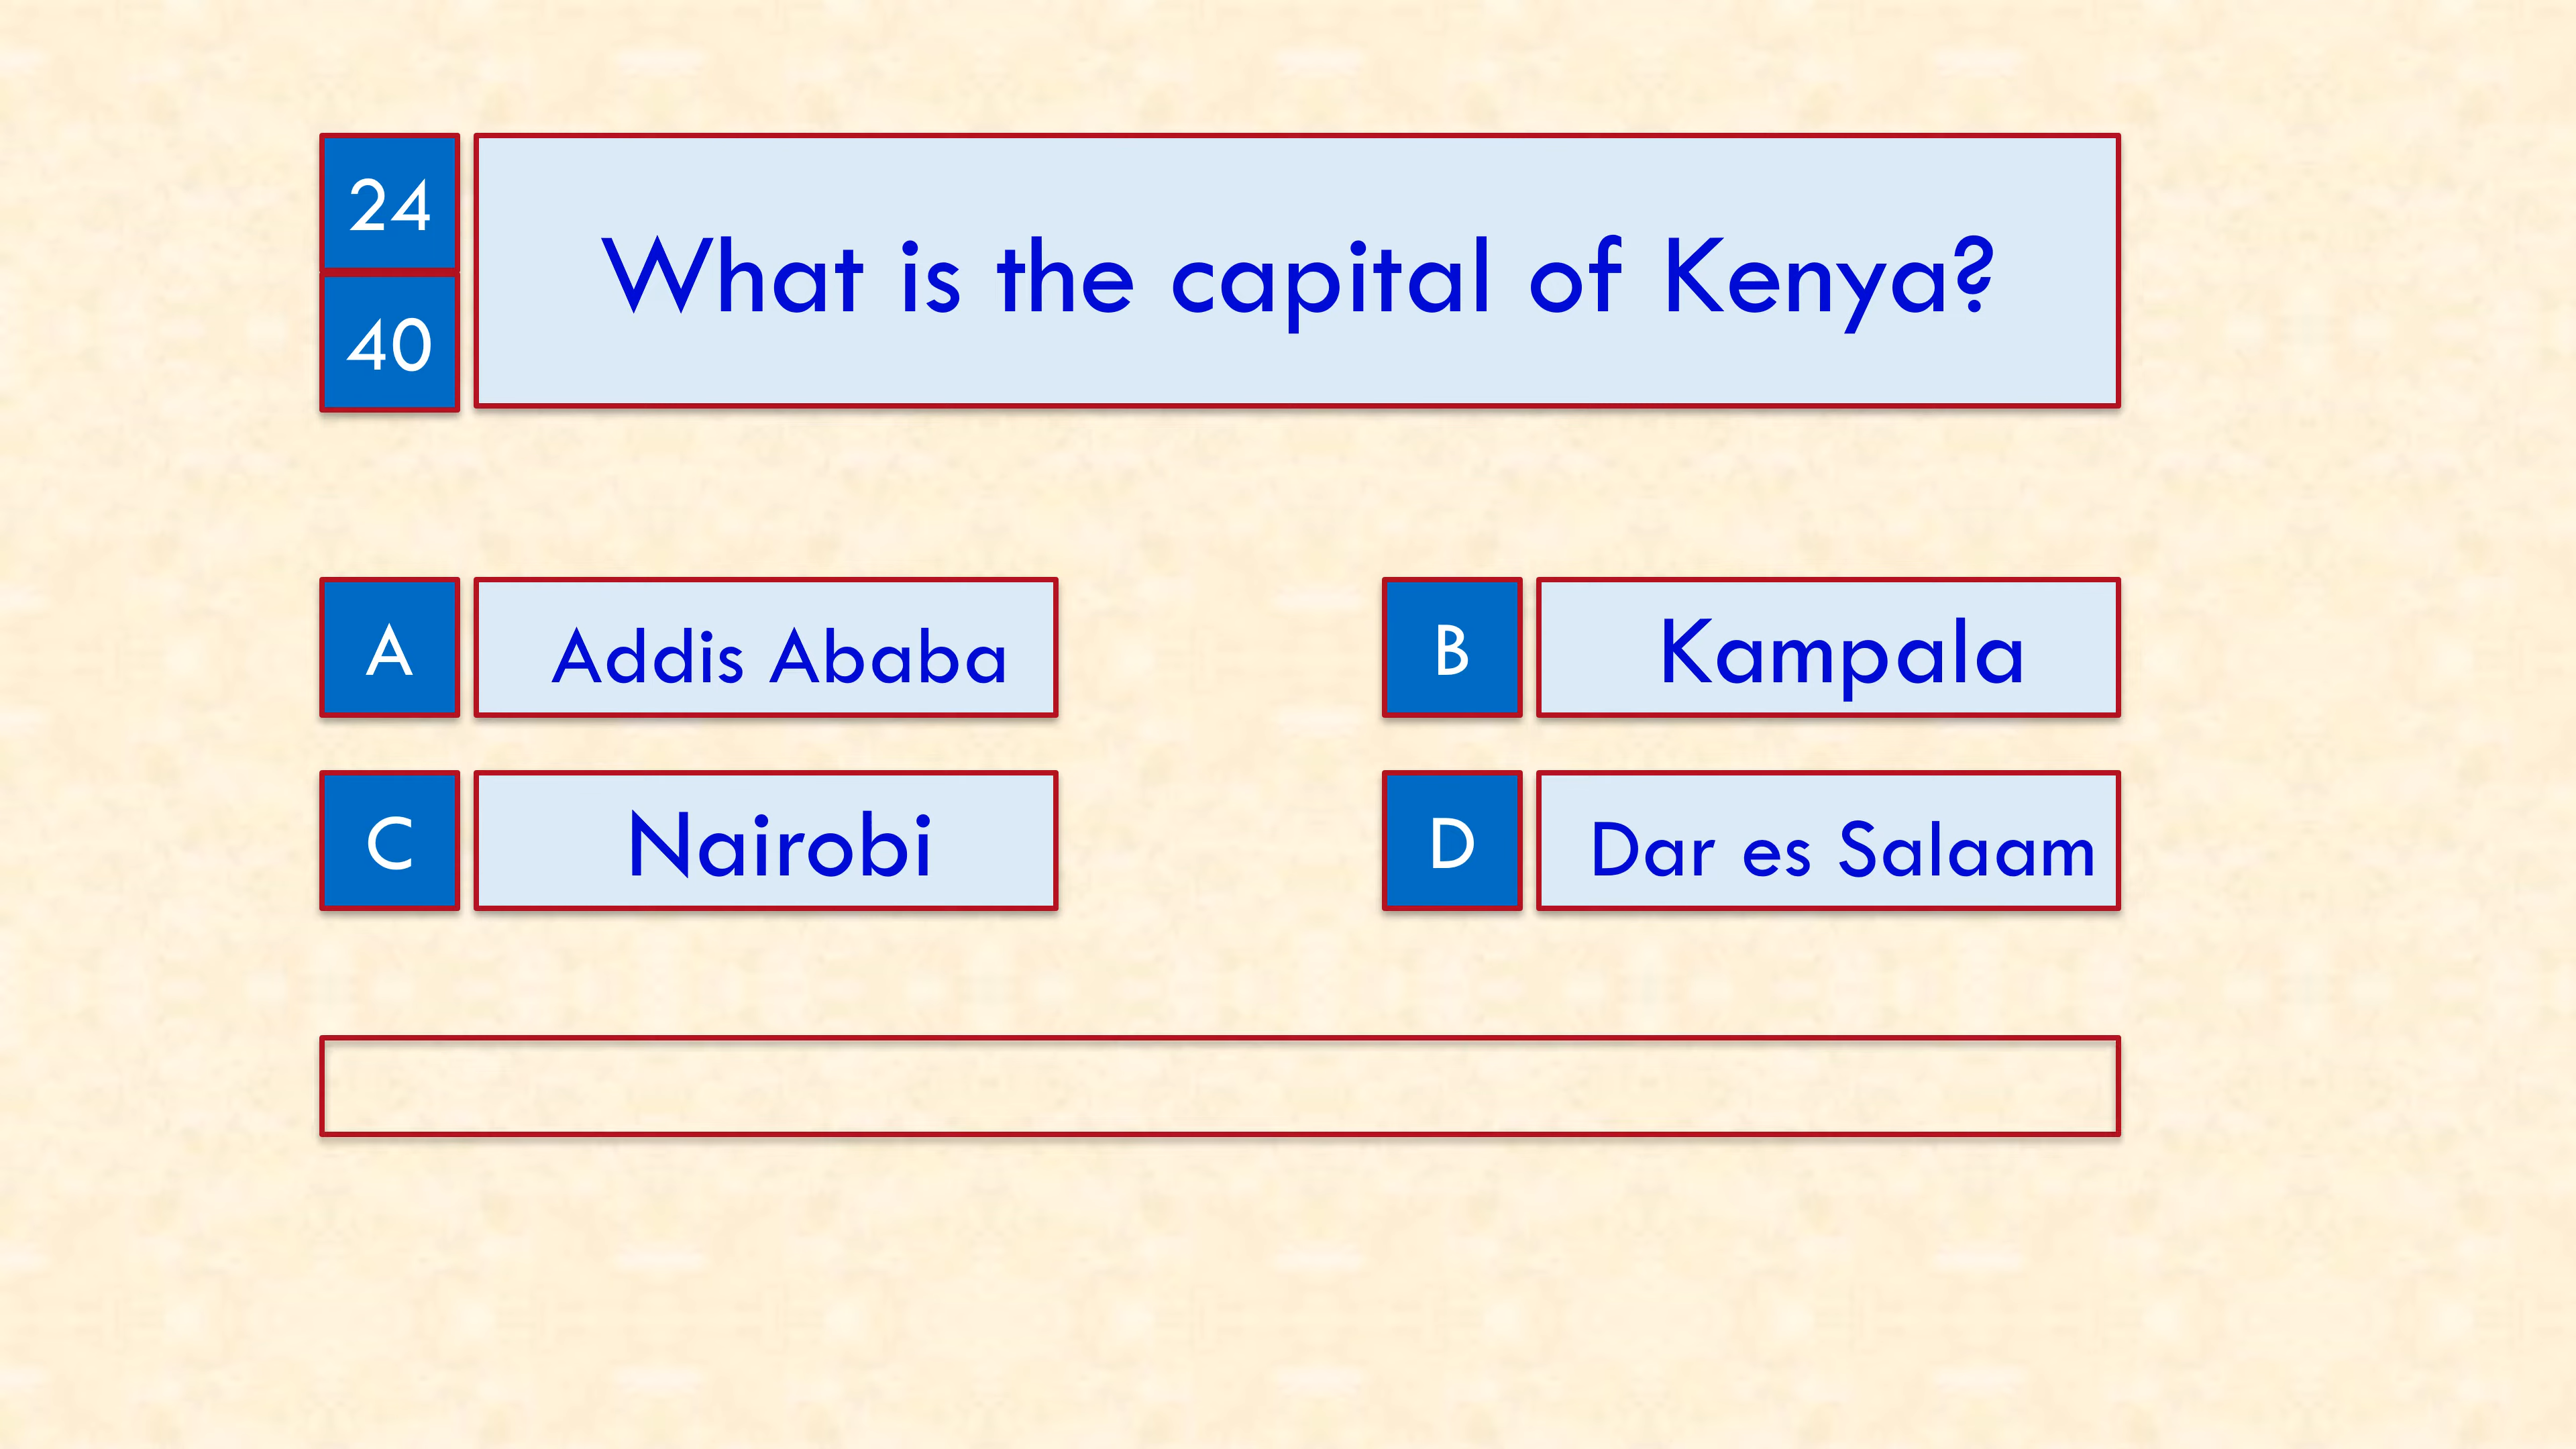 24
40
What is the capital of Kenya?
A
Addis Ababa
B
Kampala
C
Nairobi
D
Dar es Salaam